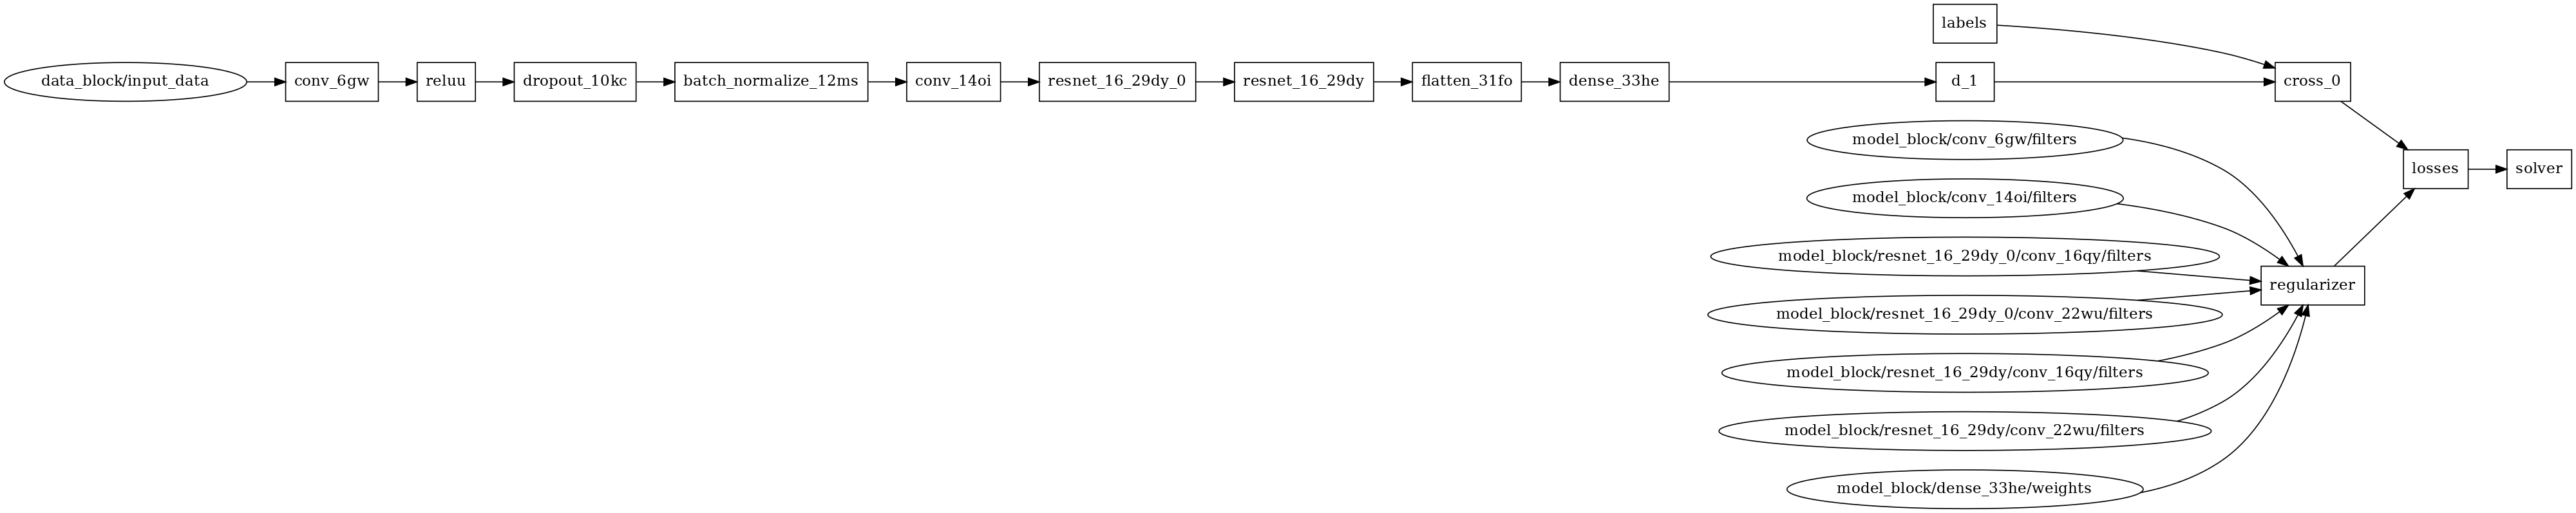 labels
data_block/input_data
conv_6gw
reluu
dropout_10kc
batch_normalize_12ms
conv_14oi
resnet_16_29dy_0
resnet_16_29dy
flatten_31fo
dense_33he
d_1
cross_0
model_block/conv_6gw/filters
losses
solver
model_block/conv_14oi/filters
model_block/resnet_16_29dy_0/conv_16qy/filters
regularizer
model_block/resnet_16_29dy_0/conv_22wu/filters
model_block/resnet_16_29dy/conv_16qy/filters
model_block/resnet_16_29dy/conv_22wu/filters
model_block/dense_33he/weights